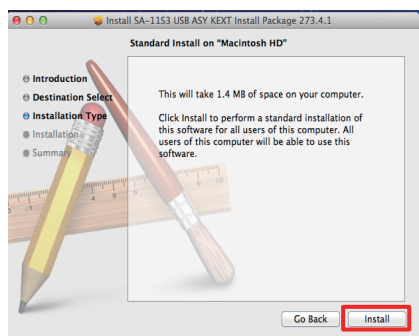 Install SA-11S3 USB ASY KEXT Install Package 273.4.1
Standard Install on "Macintosh HD"
Introduction
Destination Select
Installation Type
Installation
Summary
This will take 1.4 MB of space on your computer.
Click Install to perform a standard installation of
this software for all users of this computer. All
users of this computer will be able to use this
software.
Go Back
Install